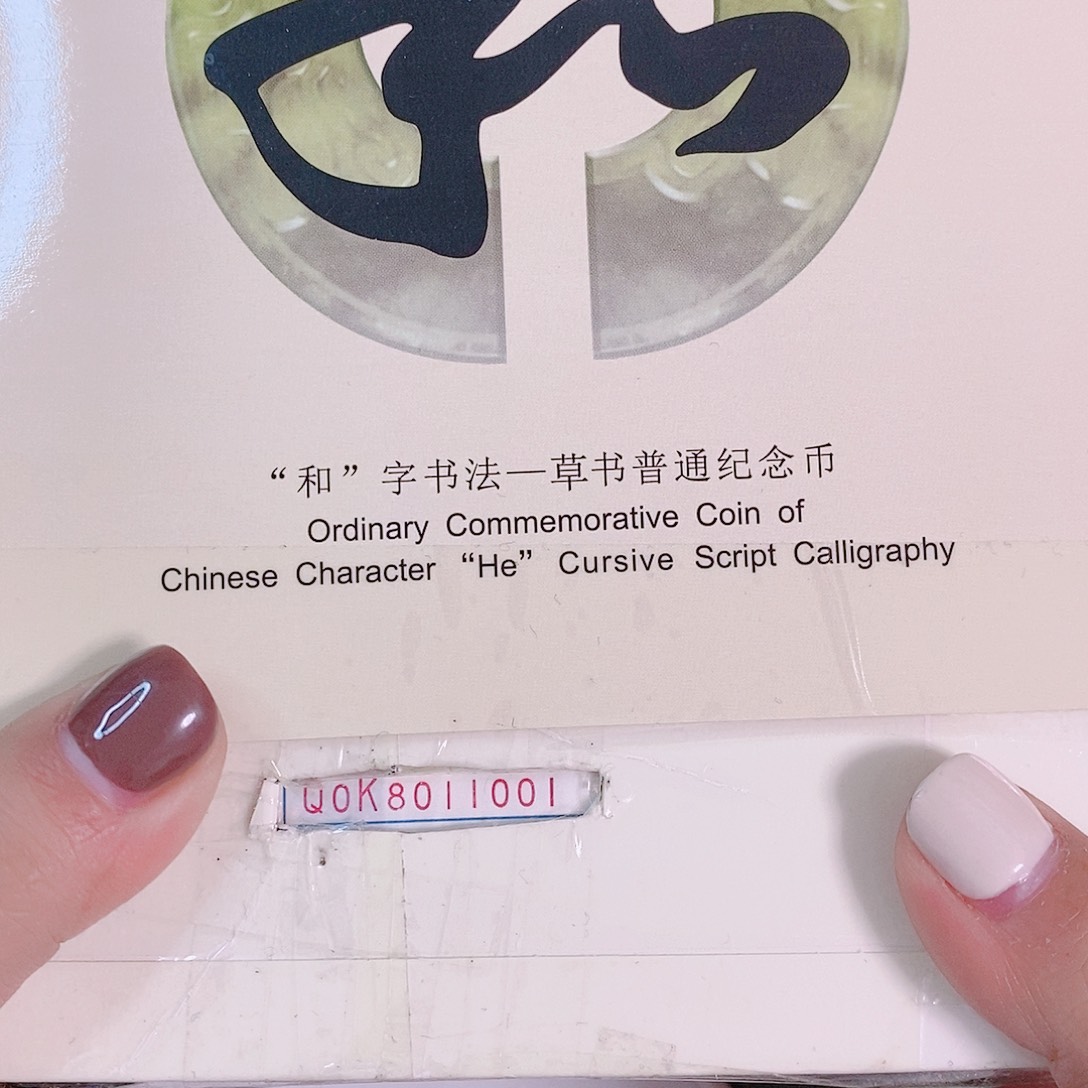 “和”字书法—草书普通纪念币
Ordinary Commemorative Coin of
Chinese Character “He” Cursive Script Calligraphy
Q0K8011001